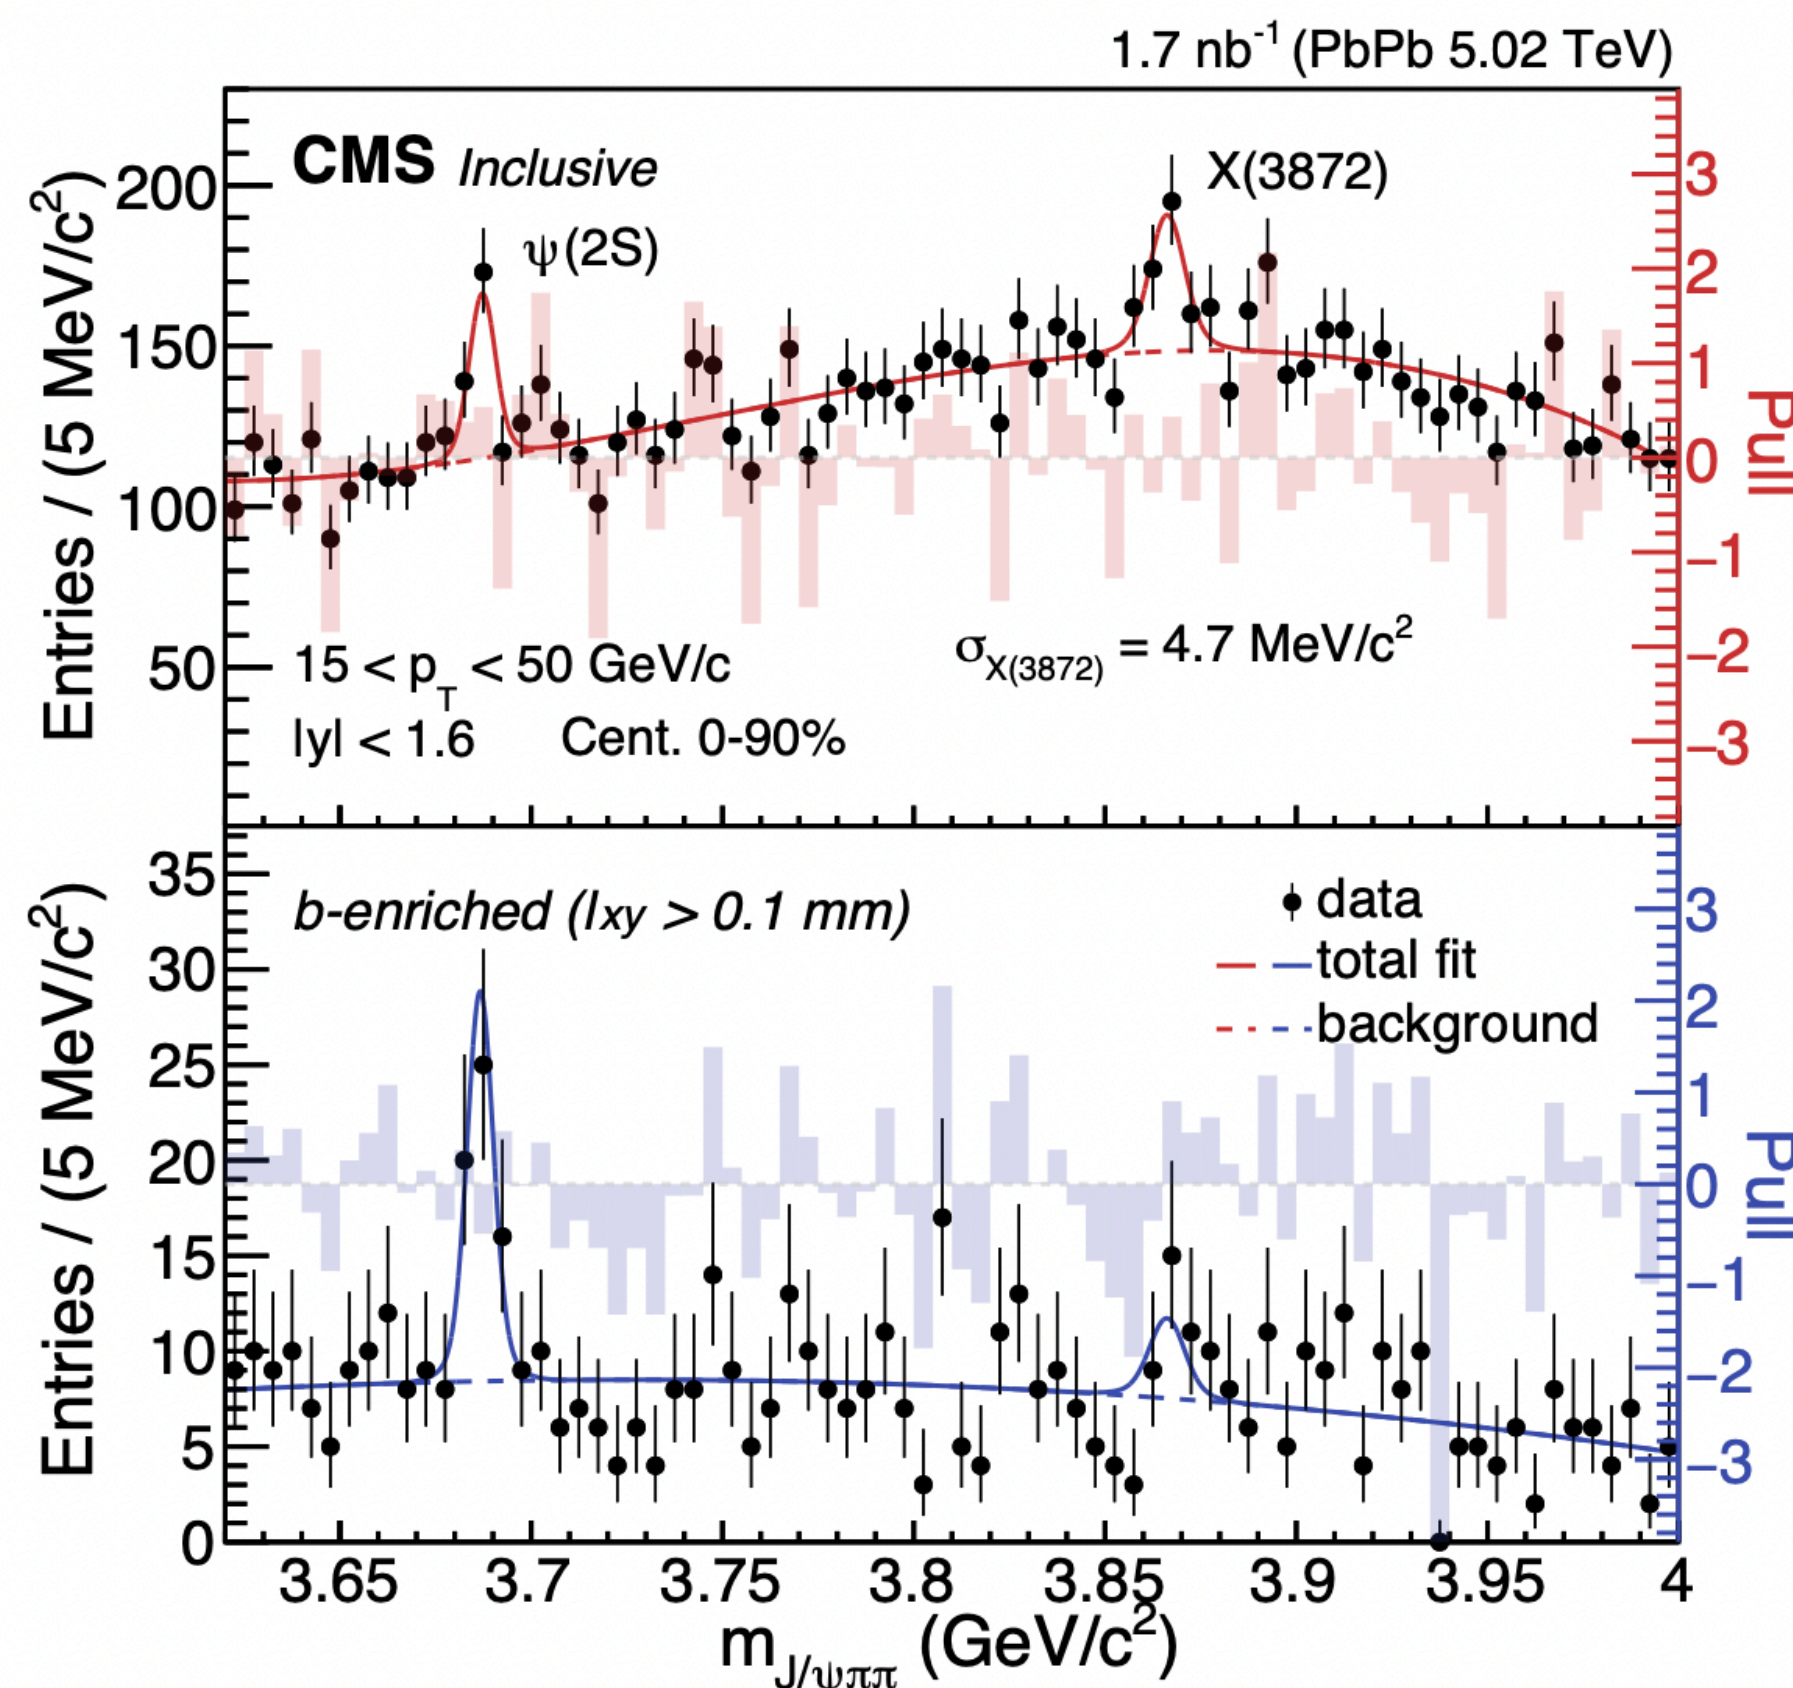 1.7 nb⁻¹ (PbPb 5.02 TeV)
CMS Inclusive
X(3872)
ψ(2S)
Entries / (5 MeV/c²)
200
150
100
50
3
2
1
0
−1
−2
−3
Pull
σX(3872) = 4.7 MeV/c²
15 < pT < 50 GeV/c
|y| < 1.6 Cent. 0-90%
b-enriched (lxy > 0.1 mm)
data
total fit
background
Entries / (5 MeV/c²)
35
30
25
20
15
10
5
0
3
2
1
0
−1
−2
−3
Pull
3.65 3.7 3.75 3.8 3.85 3.9 3.95 4
mJ/ψππ (GeV/c²)